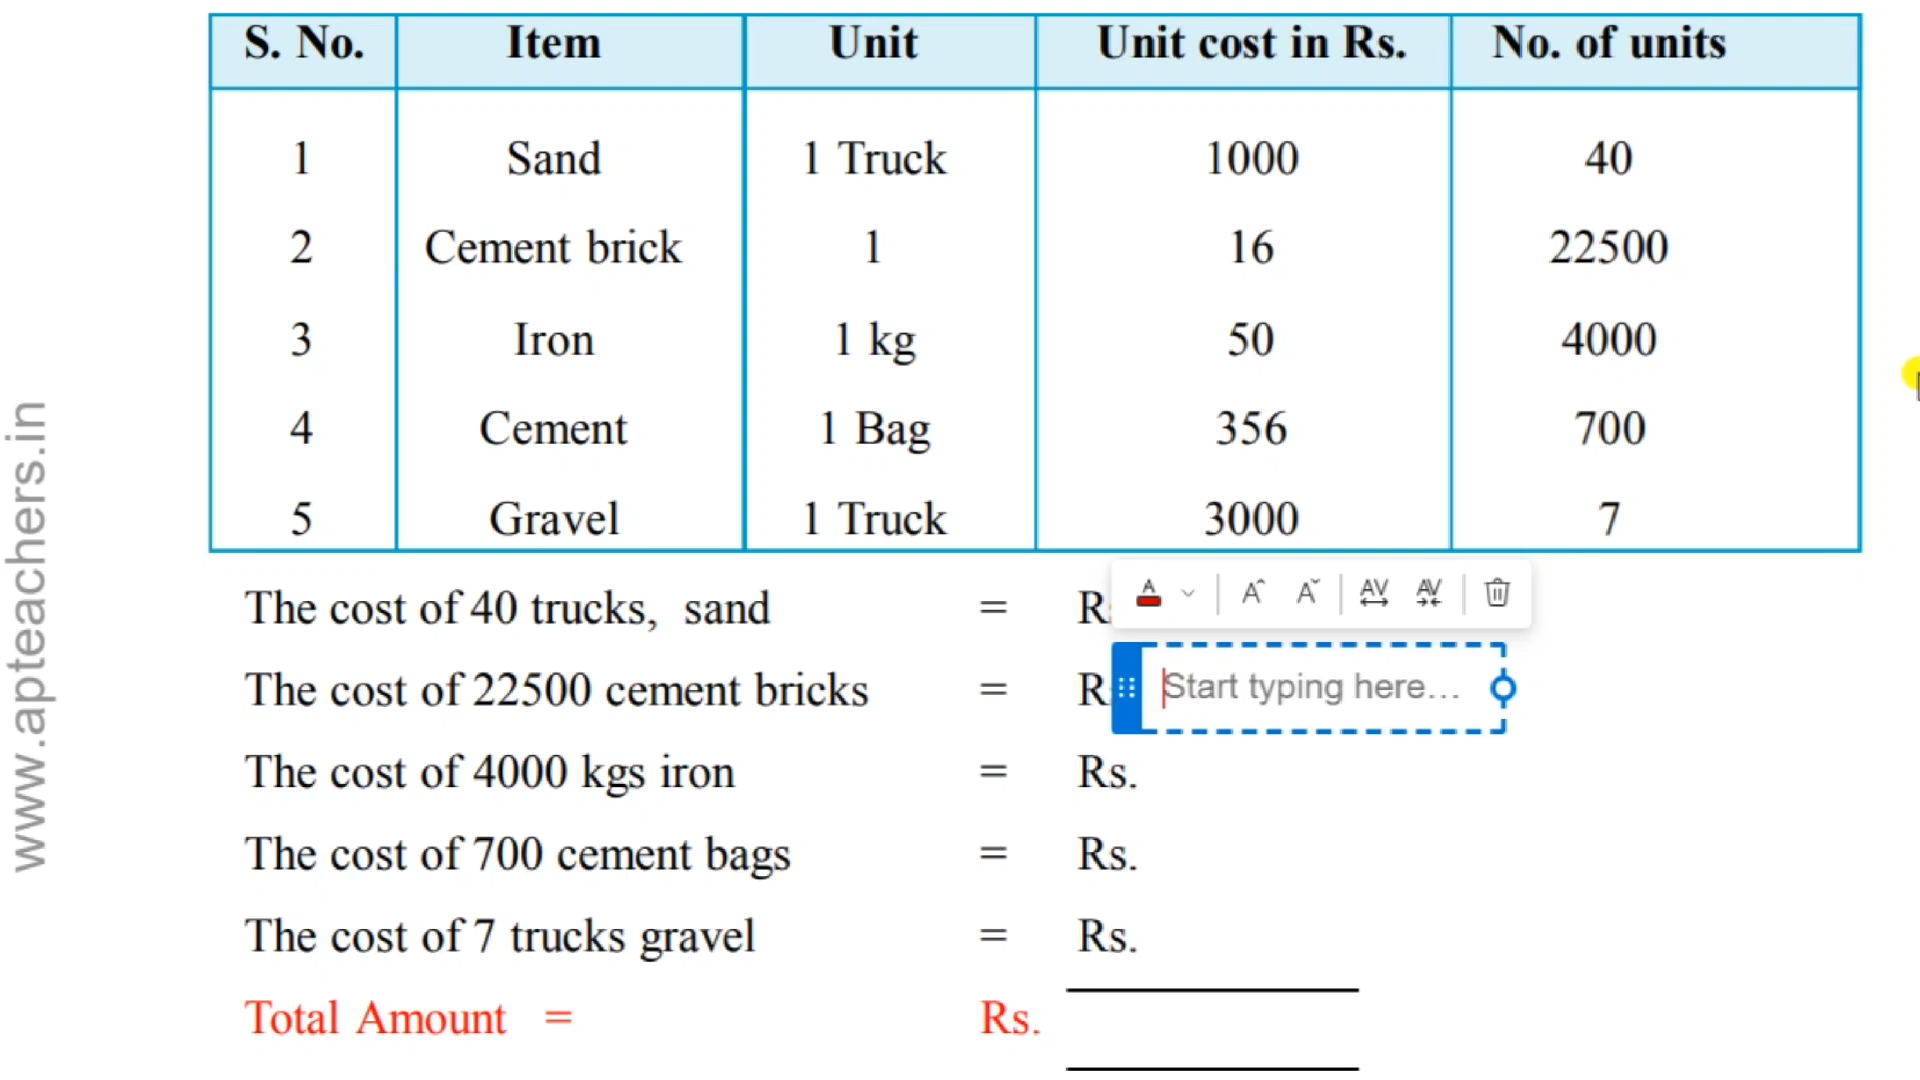 S. No. Item Unit Unit cost in Rs. No. of units
1 Sand 1 Truck 1000 40
2 Cement brick 1 16 22500
3 Iron 1 kg 50 4000
4 Cement 1 Bag 356 700
5 Gravel 1 Truck 3000 7
The cost of 40 trucks, sand = R
The cost of 22500 cement bricks = R
Start typing here...
The cost of 4000 kgs iron = Rs.
The cost of 700 cement bags = Rs.
The cost of 7 trucks gravel = Rs.
Total Amount = Rs.
www.apteachers.in